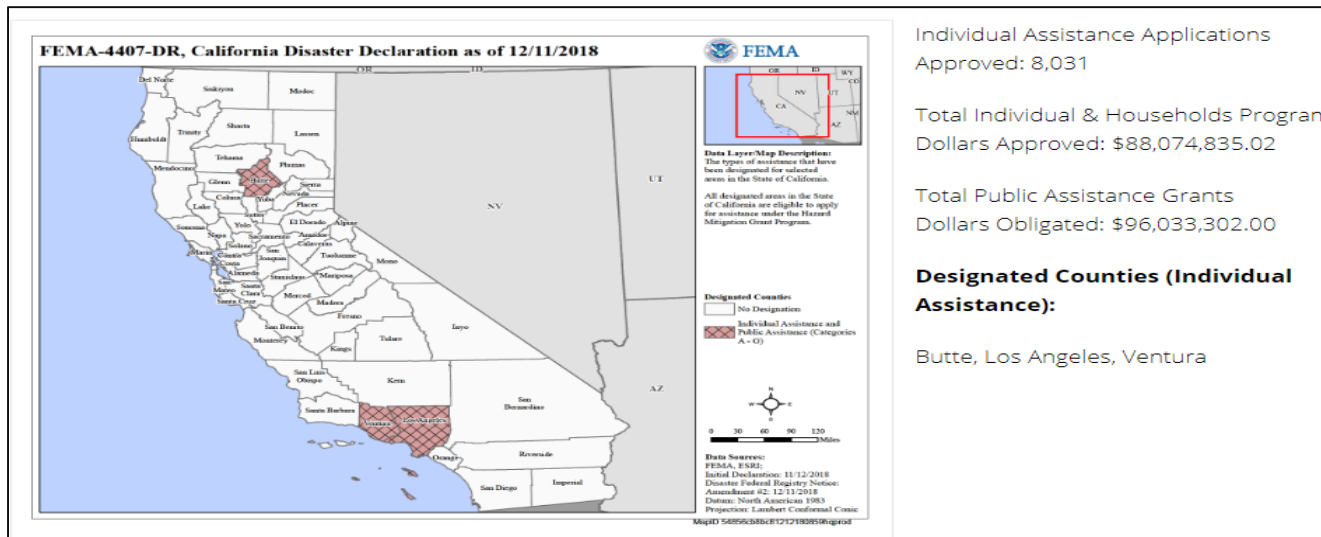 FEMA-4407-DR, California Disaster Declaration as of 12/11/2018
FEMA
OR
ID
Del Norte
Siskiyou
Modoc
Humboldt
Trinity
Shasta
Lassen
Tehama
Plumas
Mendocino
Glenn
Butte
Sierra
Colusa
Yuba
Nevada
Placer
Lake
Sutter
El Dorado
Alpine
Sonoma
Napa
Yolo
Sacramento
Amador
Calaveras
Solano
Marin
Contra
Costa
San
Joaquin
Tuolumne
Mono
Alameda
Stanislaus
Mariposa
San
Mateo
Santa
Clara
Santa Cruz
Merced
Madera
San Benito
Fresno
Inyo
Monterey
Kings
Tulare
San Luis
Obispo
Kern
San
Bernardino
Santa Barbara
Ventura
Los Angeles
Orange
Riverside
San Diego
Imperial
NV
UT
AZ
OR
ID
WY
NV
UT
CO
CA
AZ
NM
Data Layer/Map Description:
The types of assistance that have
been designated for selected
areas in the State of California.
All designated areas in the State
of California are eligible to apply
for assistance under the Hazard
Mitigation Grant Program.
Designated Counties
No Designation
Individual Assistance and
Public Assistance (Categories
A - G)
N
W
E
S
0 30 60 90 120
Miles
Data Sources:
FEMA, ESRI;
Initial Declaration: 11/12/2018
Disaster Federal Registry Notice:
Amendment #2: 12/11/2018
Datum: North American 1983
Projection: Lambert Conformal Conic
Individual Assistance Applications
Approved: 8,031
Total Individual & Households Program
Dollars Approved: $88,074,835.02
Total Public Assistance Grants
Dollars Obligated: $96,033,302.00
Designated Counties (Individual
Assistance):
Butte, Los Angeles, Ventura